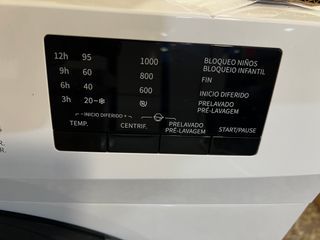 12h 95 1000 BLOQUEO NIÑOS
BLOQUEIO INFANTIL
9h 60 800 FIN
6h 40 600 INICIO DIFERIDO
3h 20-❄ PRELAVADO
PRÉ-LAVAGEM
INICIO DIFERIDO
TEMP. CENTRIF. PRELAVADO
PRÉ-LAVAGEM START/PAUSE
R.
R.